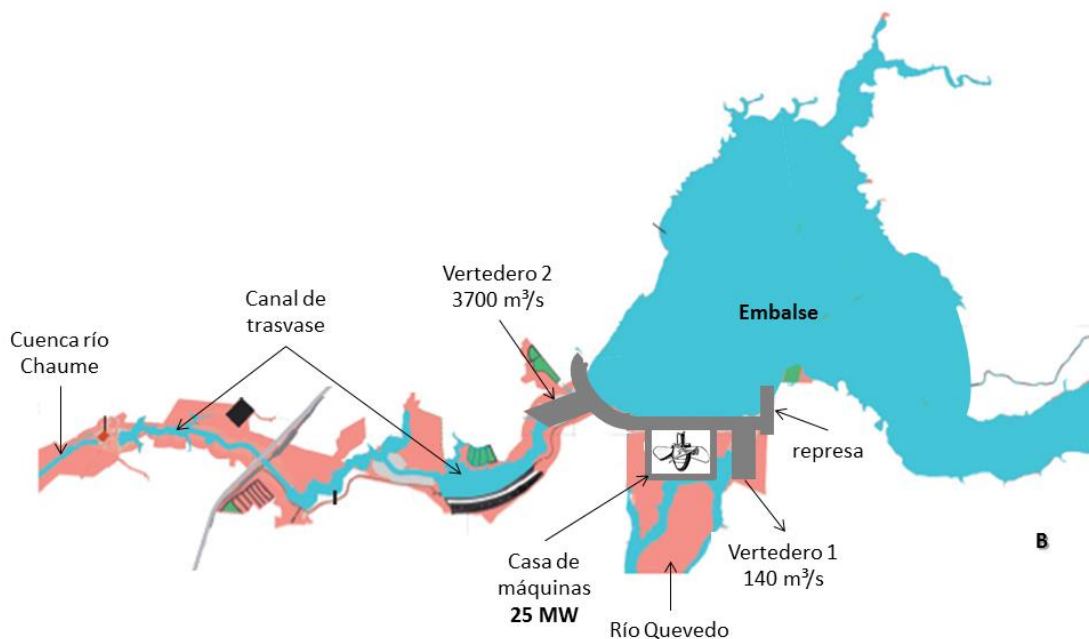 Vertedero 2
3700 m³/s
Canal de
trasvase
Embalse
Cuenca río
Chaume
represa
Vertedero 1
140 m³/s
B
Casa de
máquinas
25 MW
Río Quevedo